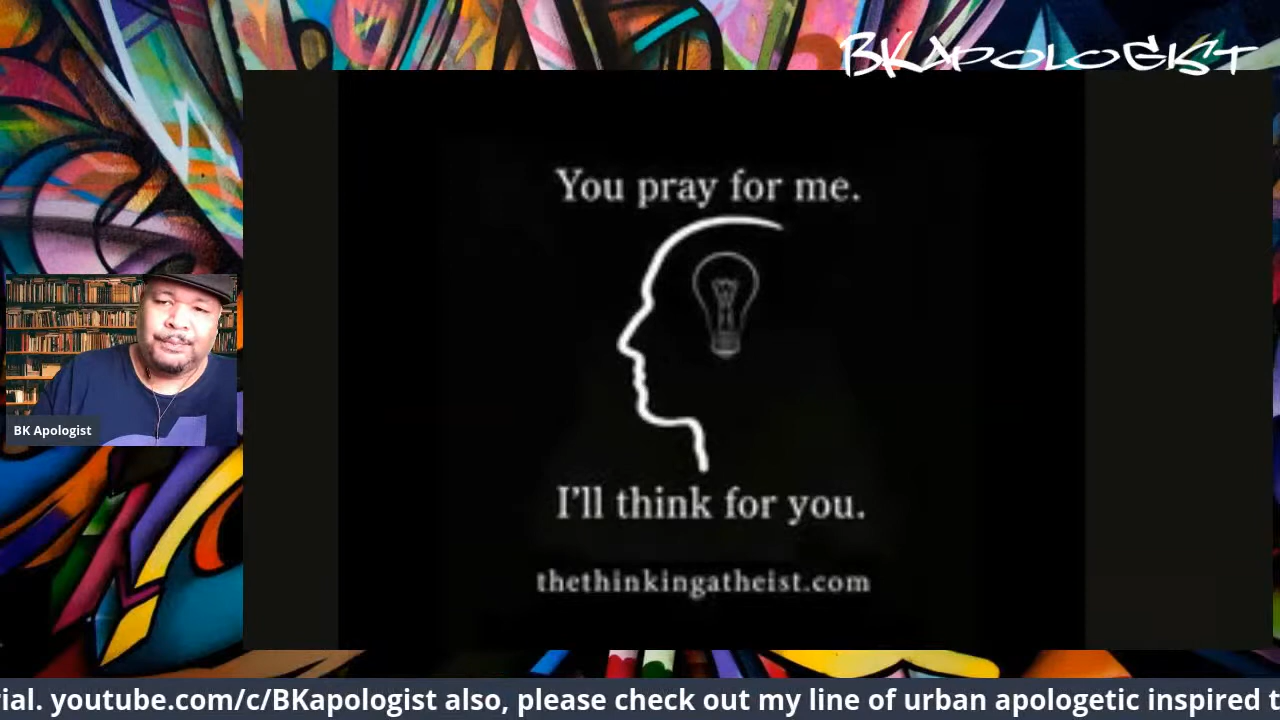 BKAPOLOGIST
You pray for me.
I'll think for you.
thethinkingatheist.com
BK Apologist
rial. youtube.com/c/BKapologist also, please check out my line of urban apologetic inspired t